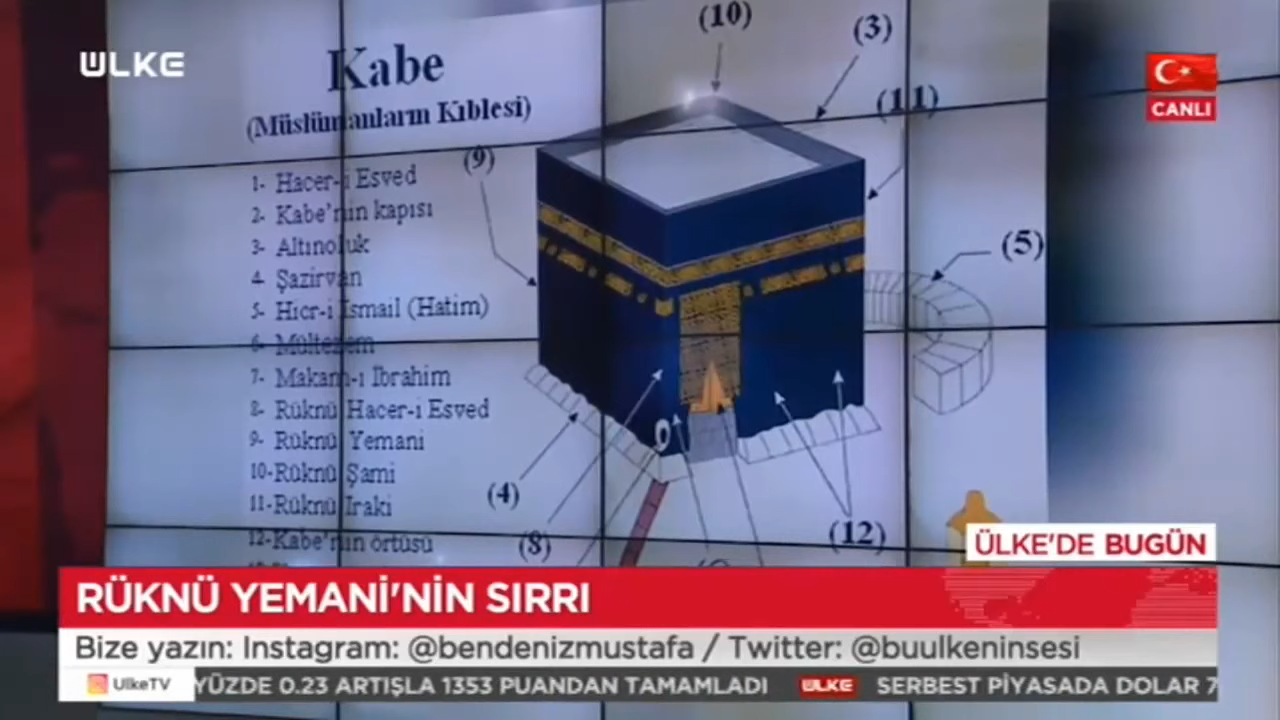 ÜLKE
CANLI
Kabe
(Müslümanların Kıblesi)
1- Hacer-i Esved
2- Kabe'nin kapısı
3- Altınoluk
4- Şazirvan
5- Hicr-i İsmail (Hatim)
6- Mültezem
7- Makam-ı İbrahim
8- Rüknü Hacer-i Esved
9- Rüknü Yemani
10-Rüknü Şami
11-Rüknü Iraki
12-Kabe'nin örtüsü
(10)
(3)
(11)
(9)
(5)
(4)
(8)
(12)
ÜLKE'DE BUGÜN
RÜKNÜ YEMANİ'NİN SIRRI
Bize yazın: Instagram: @bendenizmustafa / Twitter: @buulkeninsesi
UlkeTV YÜZDE 0.23 ARTIŞLA 1353 PUANDAN TAMAMLADI ÜLKE SERBEST PİYASADA DOLAR 7